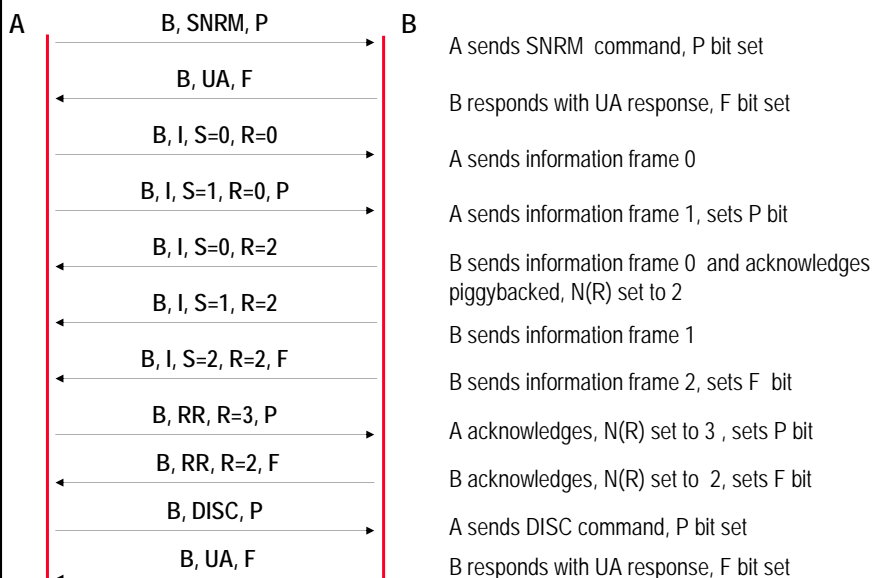 A
B
B, SNRM, P
A sends SNRM command, P bit set
B, UA, F
B responds with UA response, F bit set
B, I, S=0, R=0
A sends information frame 0
B, I, S=1, R=0, P
A sends information frame 1, sets P bit
B, I, S=0, R=2
B sends information frame 0 and acknowledges
piggybacked, N(R) set to 2
B, I, S=1, R=2
B sends information frame 1
B, I, S=2, R=2, F
B sends information frame 2, sets F bit
B, RR, R=3, P
A acknowledges, N(R) set to 3 , sets P bit
B, RR, R=2, F
B acknowledges, N(R) set to 2, sets F bit
B, DISC, P
A sends DISC command, P bit set
B, UA, F
B responds with UA response, F bit set